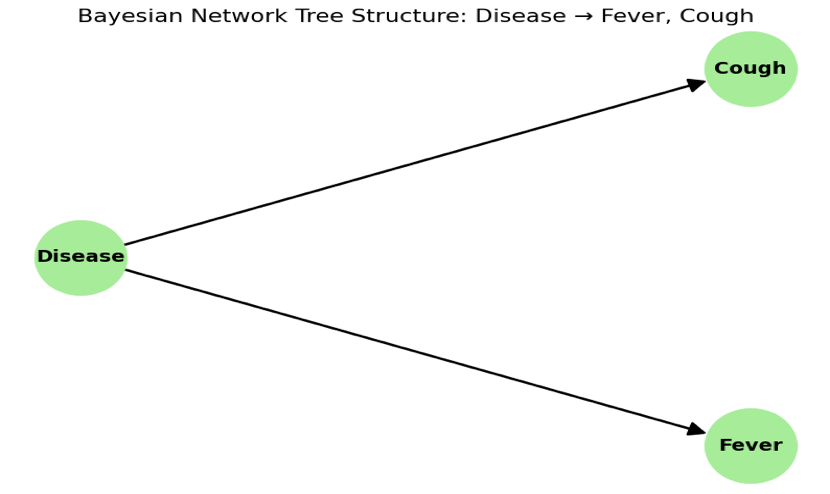 Bayesian Network Tree Structure: Disease → Fever, Cough
Cough
Disease
Fever